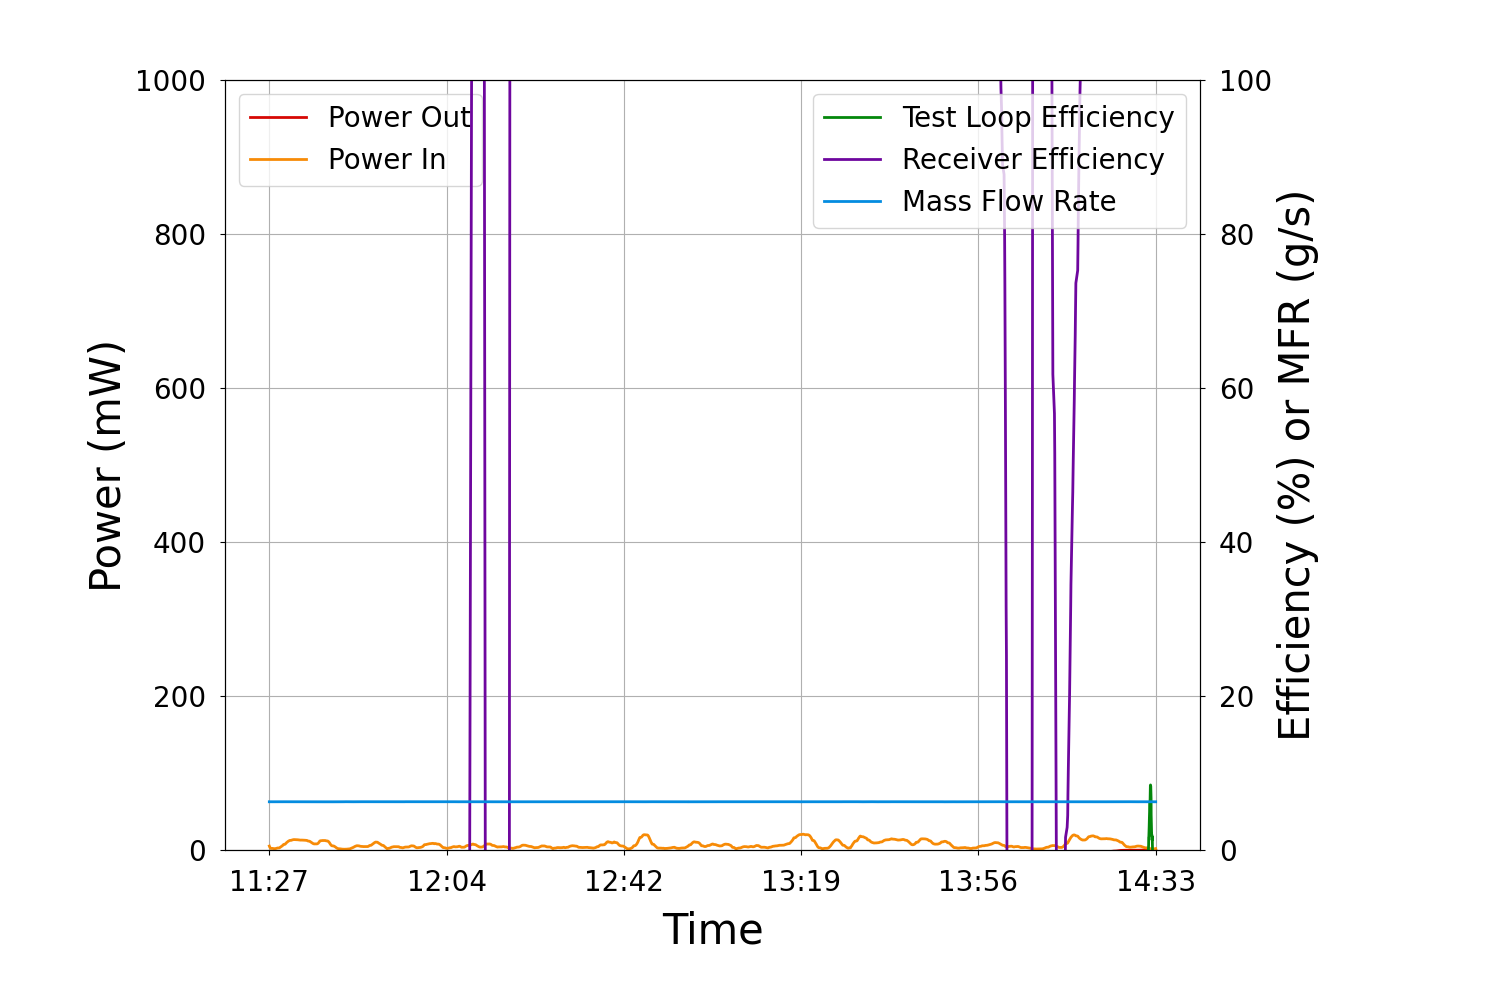 1000
800
600
400
200
0
Power (mW)
Power Out
Power In
Test Loop Efficiency
Receiver Efficiency
Mass Flow Rate
100
80
60
40
20
0
Efficiency (%) or MFR (g/s)
11:27 12:04 12:42 13:19 13:56 14:33
Time